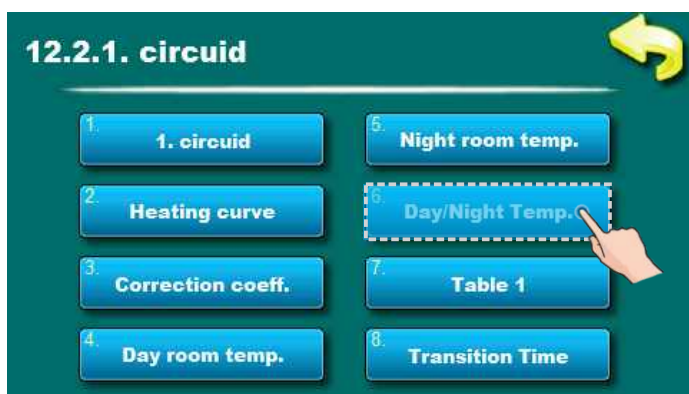 12.2.1. circuid
1. 1. circuid
2. Heating curve
3. Correction coeff.
4. Day room temp.
5. Night room temp.
6. Day/Night Temp.
7. Table 1
8. Transition Time